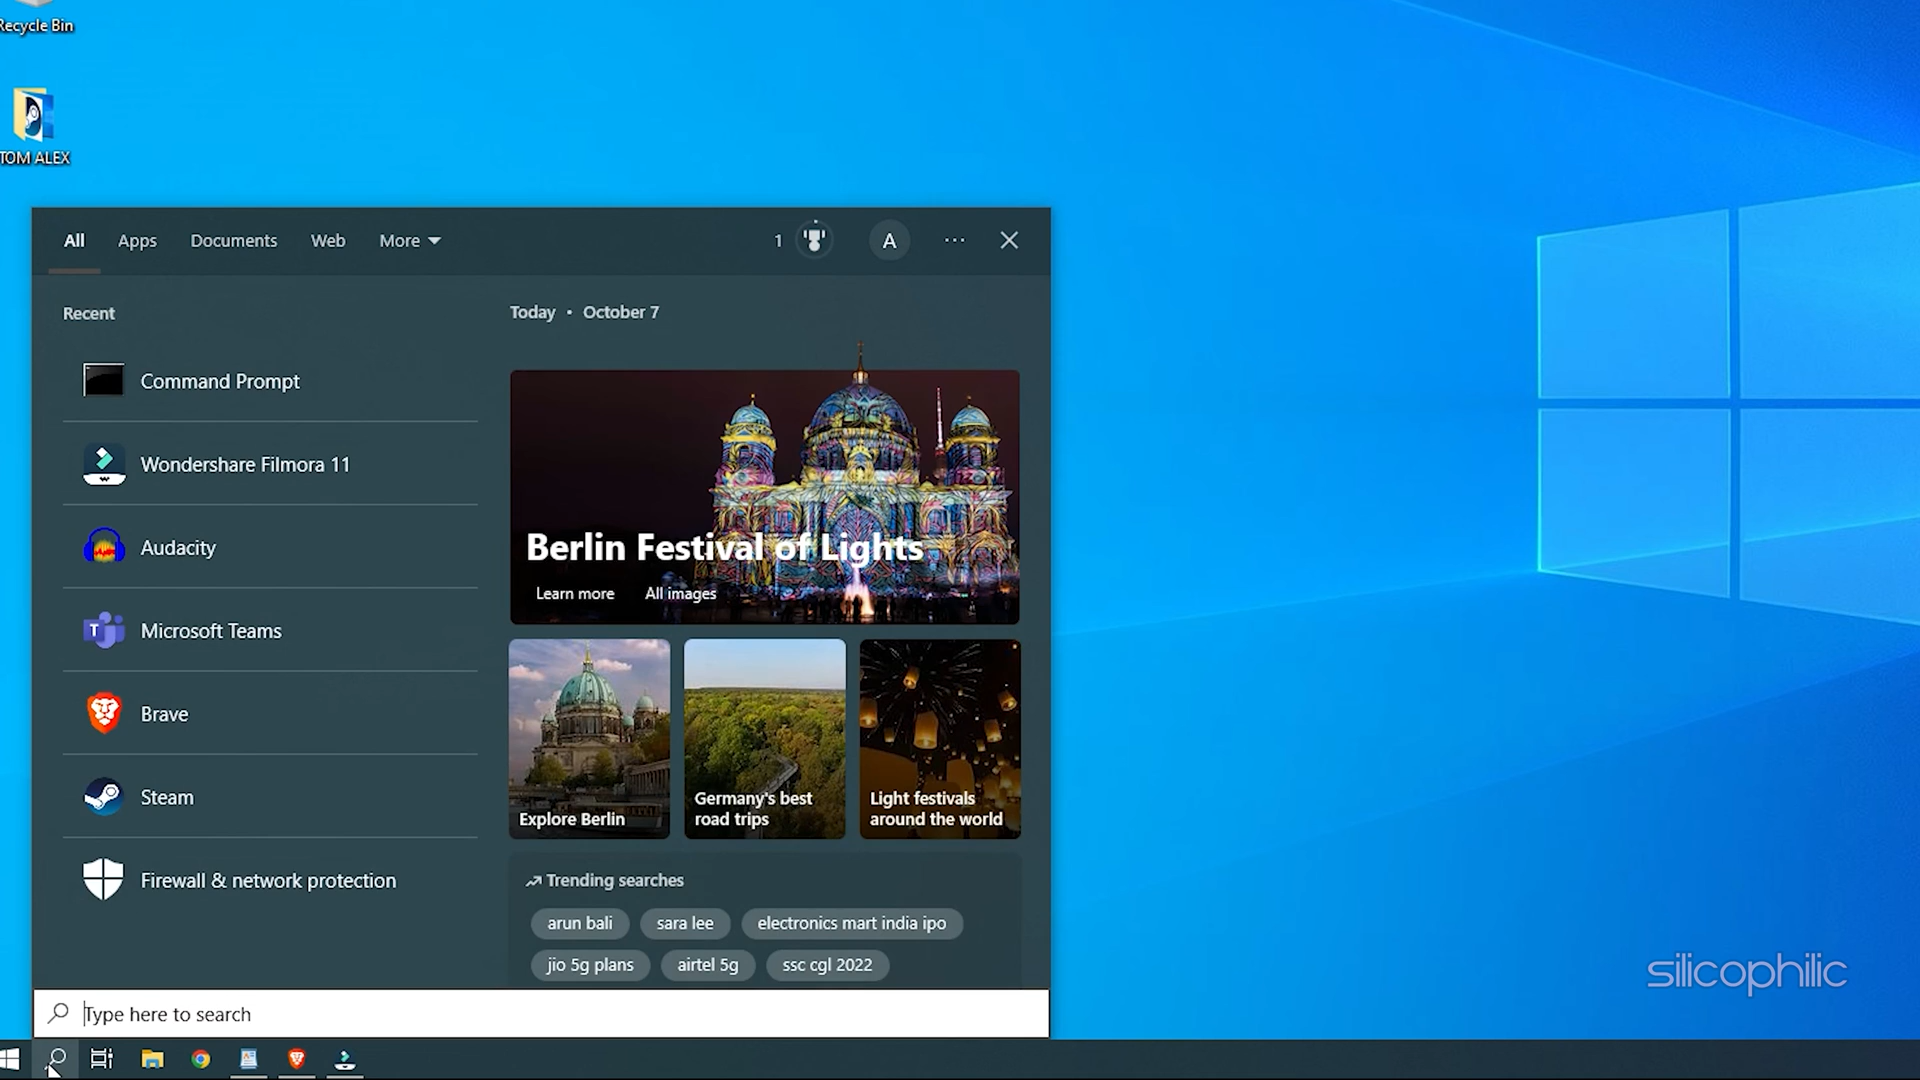 Recycle Bin
TOM ALEX
All
Apps
Documents
Web
More
1
A
Recent
Command Prompt
Wondershare Filmora 11
Audacity
Microsoft Teams
Brave
Steam
Firewall & network protection
Today • October 7
Berlin Festival of Lights
Learn more
All images
Explore Berlin
Germany's best
road trips
Light festivals
around the world
Trending searches
arun bali
sara lee
electronics mart india ipo
jio 5g plans
airtel 5g
ssc cgl 2022
Type here to search
silicophilic